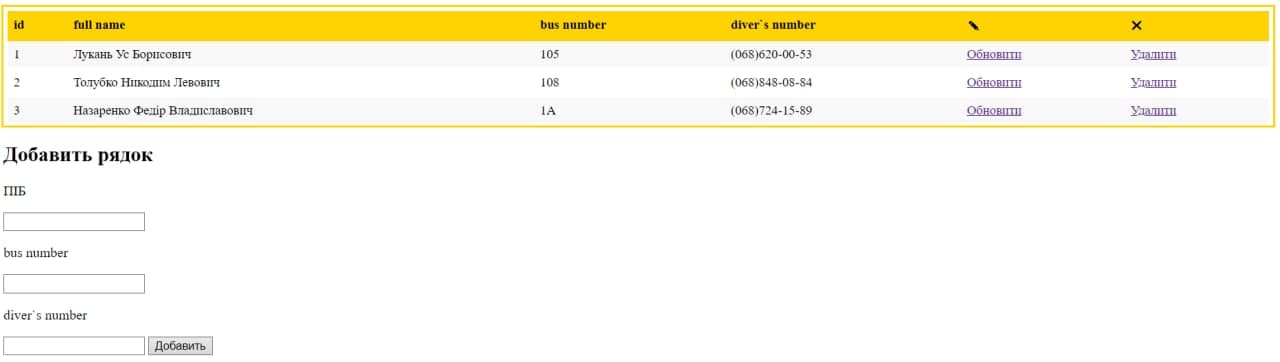 id full name bus number diver`s number
1 Лукань Ус Борисович 105 (068)620-00-53 Обновити Удалити
2 Толубко Никодим Левович 108 (068)848-08-84 Обновити Удалити
3 Назаренко Федір Владиславович 1А (068)724-15-89 Обновити Удалити
Добавить рядок
ПІБ
bus number
diver`s number
Добавить